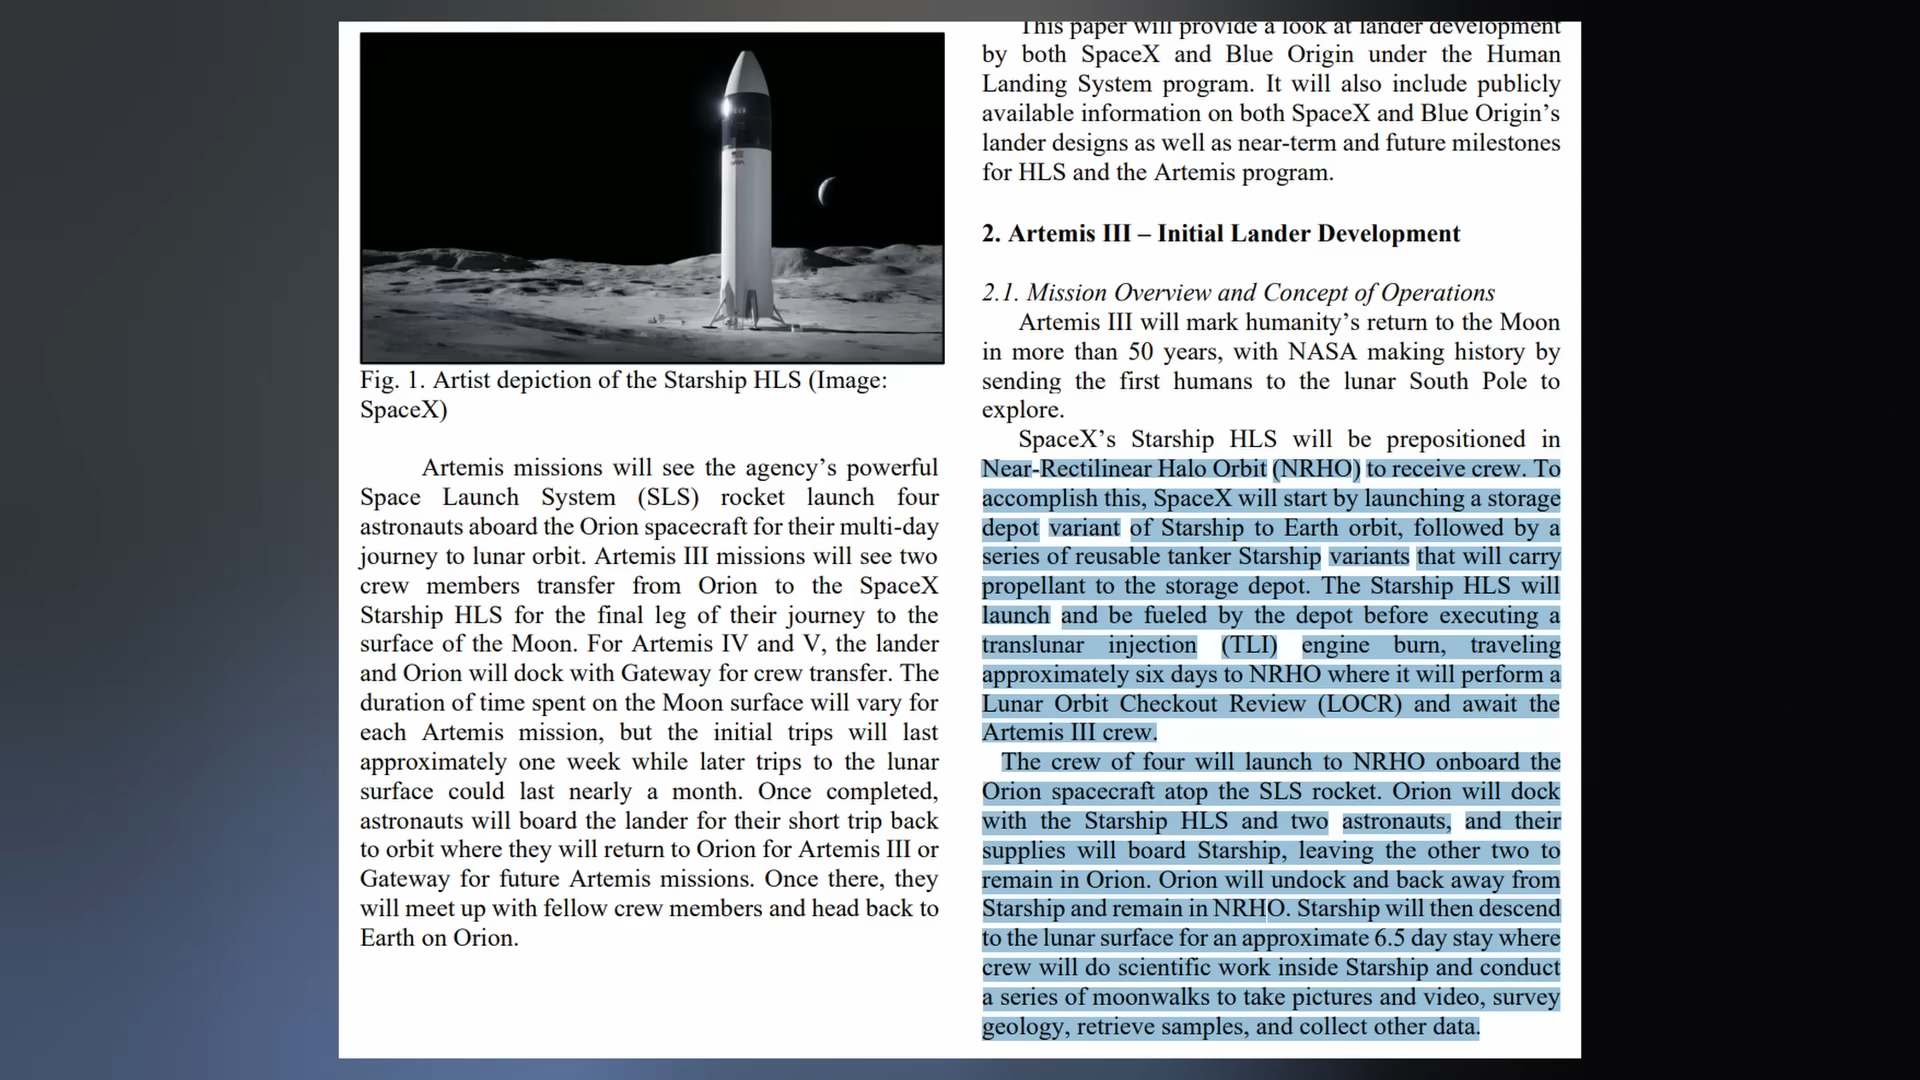 Fig. 1. Artist depiction of the Starship HLS (Image:
SpaceX)
Artemis missions will see the agency's powerful
Space Launch System (SLS) rocket launch four
astronauts aboard the Orion spacecraft for their multi-day
journey to lunar orbit. Artemis III missions will see two
crew members transfer from Orion to the SpaceX
Starship HLS for the final leg of their journey to the
surface of the Moon. For Artemis IV and V, the lander
and Orion will dock with Gateway for crew transfer. The
duration of time spent on the Moon surface will vary for
each Artemis mission, but the initial trips will last
approximately one week while later trips to the lunar
surface could last nearly a month. Once completed,
astronauts will board the lander for their short trip back
to orbit where they will return to Orion for Artemis III or
Gateway for future Artemis missions. Once there, they
will meet up with fellow crew members and head back to
Earth on Orion.
This paper will provide a look at lander development
by both SpaceX and Blue Origin under the Human
Landing System program. It will also include publicly
available information on both SpaceX and Blue Origin's
lander designs as well as near-term and future milestones
for HLS and the Artemis program.
2. Artemis III – Initial Lander Development
2.1. Mission Overview and Concept of Operations
Artemis III will mark humanity's return to the Moon
in more than 50 years, with NASA making history by
sending the first humans to the lunar South Pole to
explore.
SpaceX's Starship HLS will be prepositioned in
Near-Rectilinear Halo Orbit (NRHO) to receive crew. To
accomplish this, SpaceX will start by launching a storage
depot variant of Starship to Earth orbit, followed by a
series of reusable tanker Starship variants that will carry
propellant to the storage depot. The Starship HLS will
launch and be fueled by the depot before executing a
translunar injection (TLI) engine burn, traveling
approximately six days to NRHO where it will perform a
Lunar Orbit Checkout Review (LOCR) and await the
Artemis III crew.
The crew of four will launch to NRHO onboard the
Orion spacecraft atop the SLS rocket. Orion will dock
with the Starship HLS and two astronauts, and their
supplies will board Starship, leaving the other two to
remain in Orion. Orion will undock and back away from
Starship and remain in NRHO. Starship will then descend
to the lunar surface for an approximate 6.5 day stay where
crew will do scientific work inside Starship and conduct
a series of moonwalks to take pictures and video, survey
geology, retrieve samples, and collect other data.